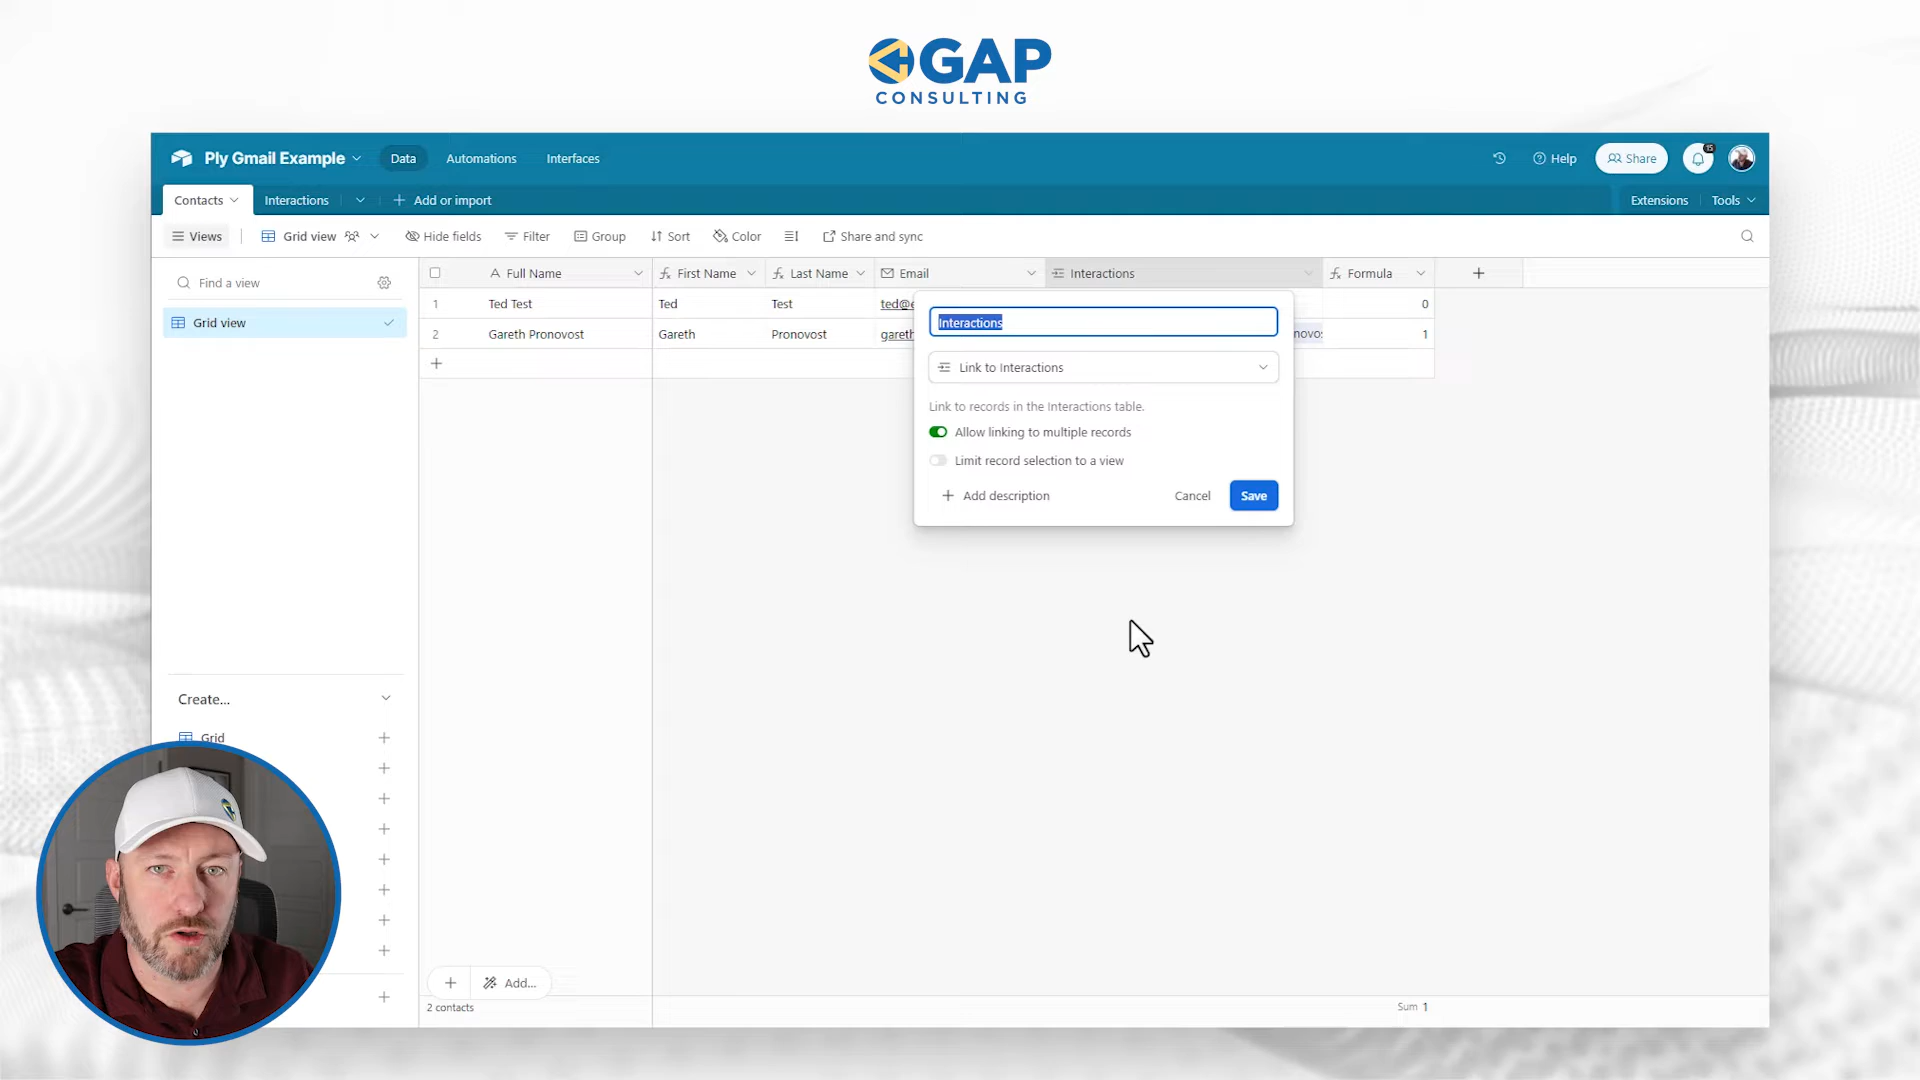 GAP
CONSULTING
Ply Gmail Example
Data
Automations
Interfaces
Help
Share
15
Contacts
Interactions
Add or import
Extensions
Tools
Views
Grid view
Hide fields
Filter
Group
Sort
Color
Share and sync
Find a view
Grid view
Full Name
First Name
Last Name
Email
Interactions
Formula
1
Ted Test
Ted
Test
ted@e
0
2
Gareth Pronovost
Gareth
Pronovost
gareth
novos
1
Interactions
Link to Interactions
Link to records in the Interactions table.
Allow linking to multiple records
Limit record selection to a view
Add description
Cancel
Save
Create...
Grid
Add...
2 contacts
Sum 1